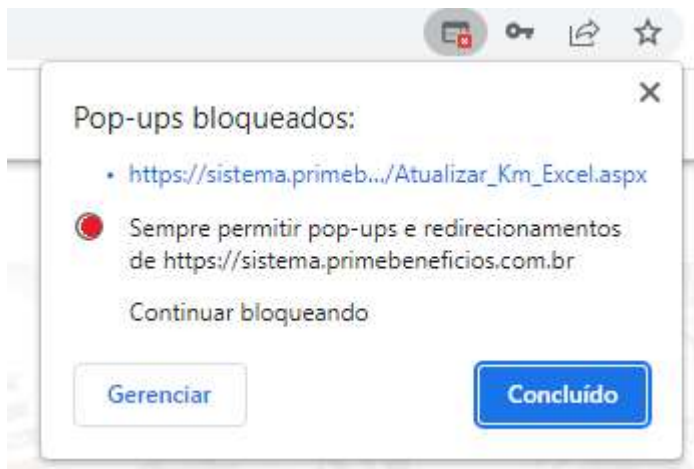 Pop-ups bloqueados:
https://sistema.primeb.../Atualizar_Km_Excel.aspx
Sempre permitir pop-ups e redirecionamentos
de https://sistema.primebeneficios.com.br
Continuar bloqueando
Gerenciar
Concluído